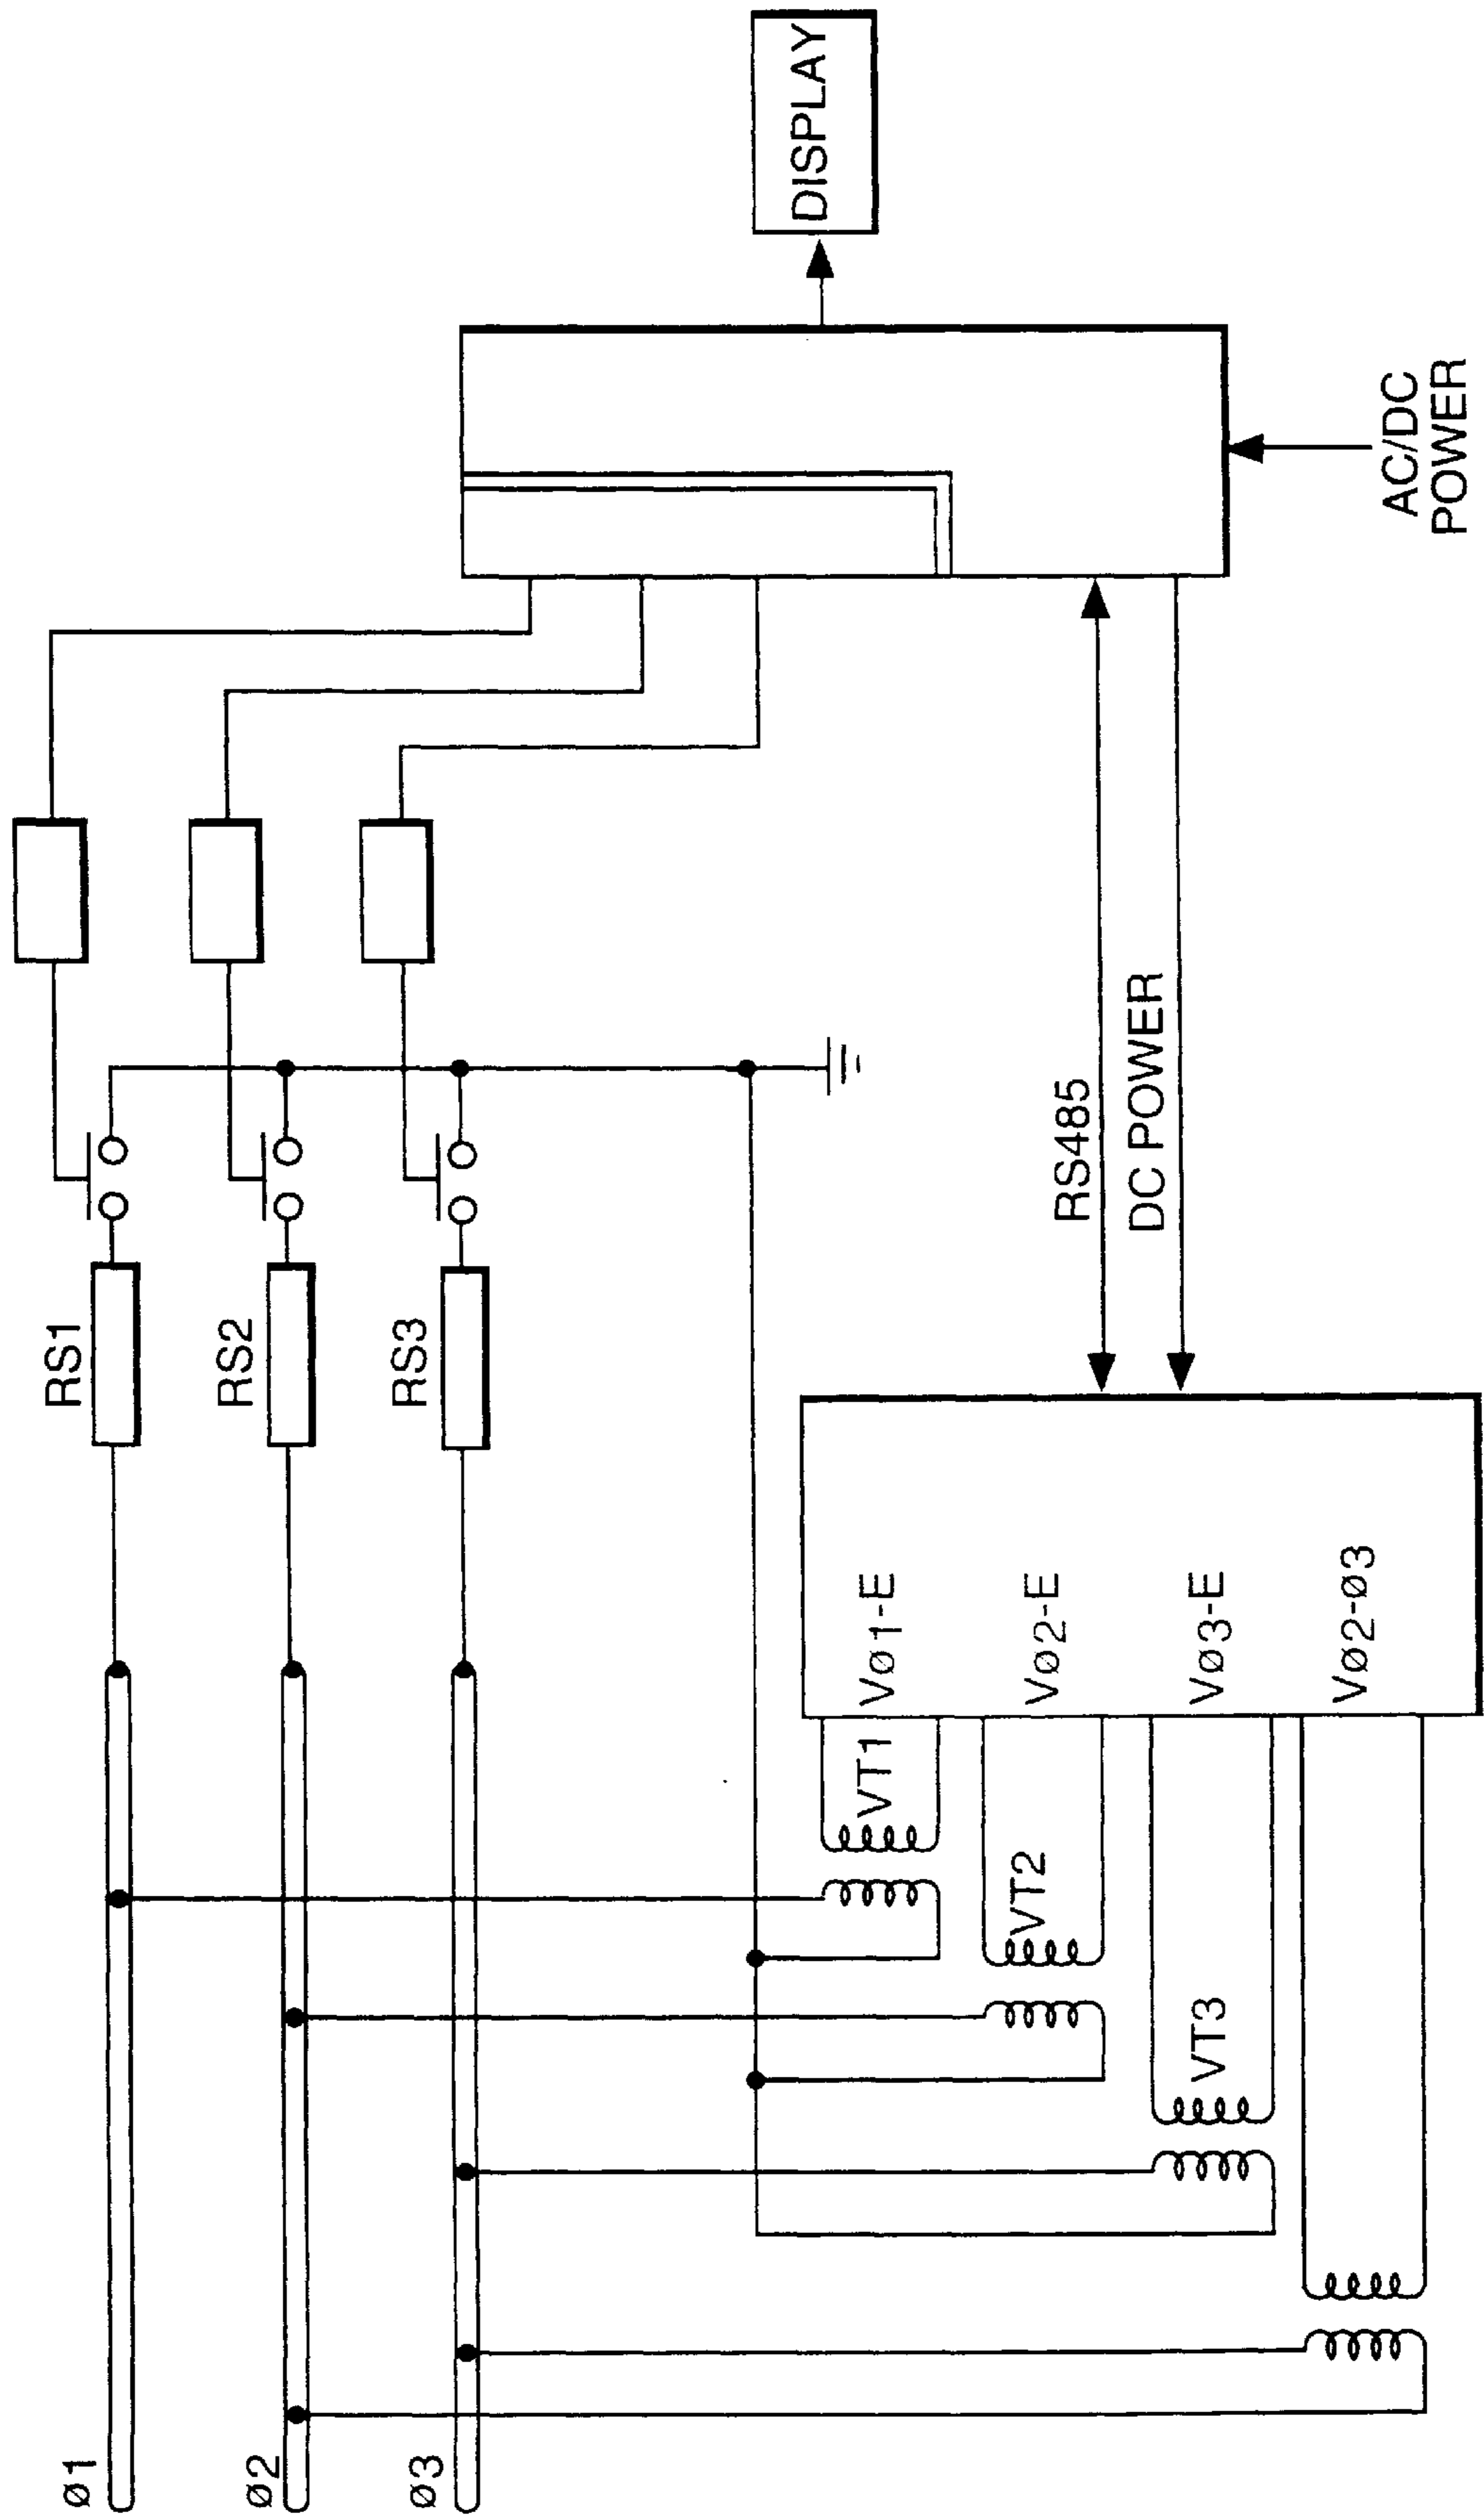 ø1
ø2
ø3
RS1
RS2
RS3
VT1
VT2
VT3
Vø1-E
Vø2-E
Vø3-E
Vø2-ø3
RS485
DC POWER
AC/DC
POWER
DISPLAY